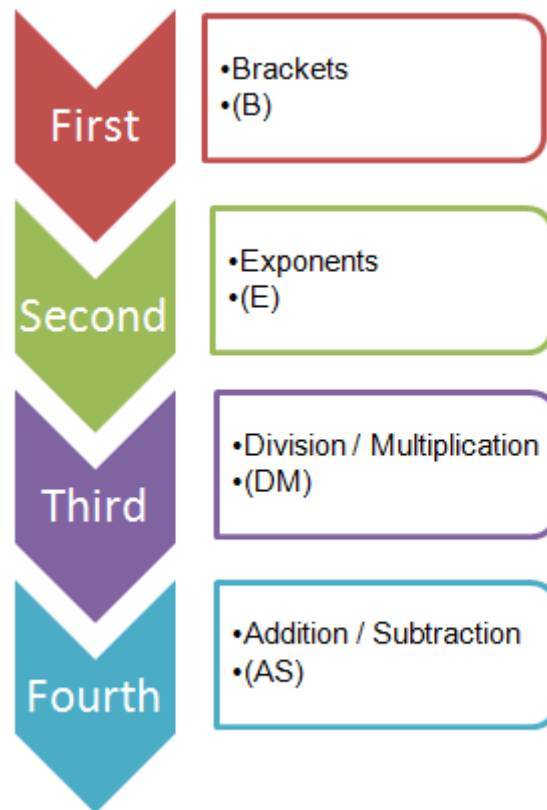 First
•Brackets
•(B)
Second
•Exponents
•(E)
Third
•Division / Multiplication
•(DM)
Fourth
•Addition / Subtraction
•(AS)